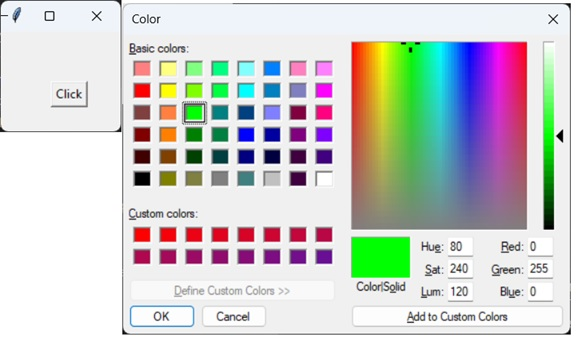 Color
Click
Basic colors:
Custom colors:
Define Custom Colors >>
OK
Cancel
Color|Solid
Hue: 80
Sat: 240
Lum: 120
Red: 0
Green: 255
Blue: 0
Add to Custom Colors